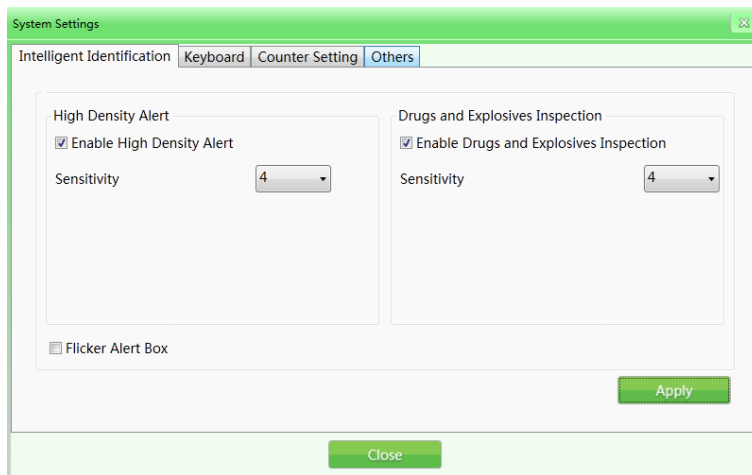 System Settings
Intelligent Identification Keyboard Counter Setting Others
High Density Alert
Enable High Density Alert
Sensitivity 4
Drugs and Explosives Inspection
Enable Drugs and Explosives Inspection
Sensitivity 4
Flicker Alert Box
Apply
Close